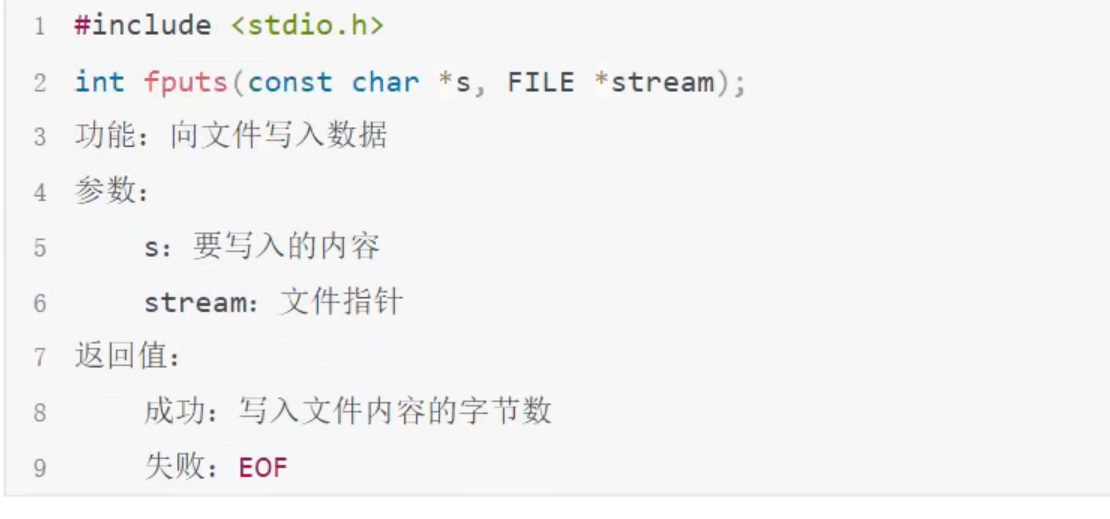 1 #include <stdio.h>
2 int fputs(const char *s, FILE *stream);
3 功能：向文件写入数据
4 参数：
5     s：要写入的内容
6     stream：文件指针
7 返回值：
8     成功：写入文件内容的字节数
9     失败：EOF